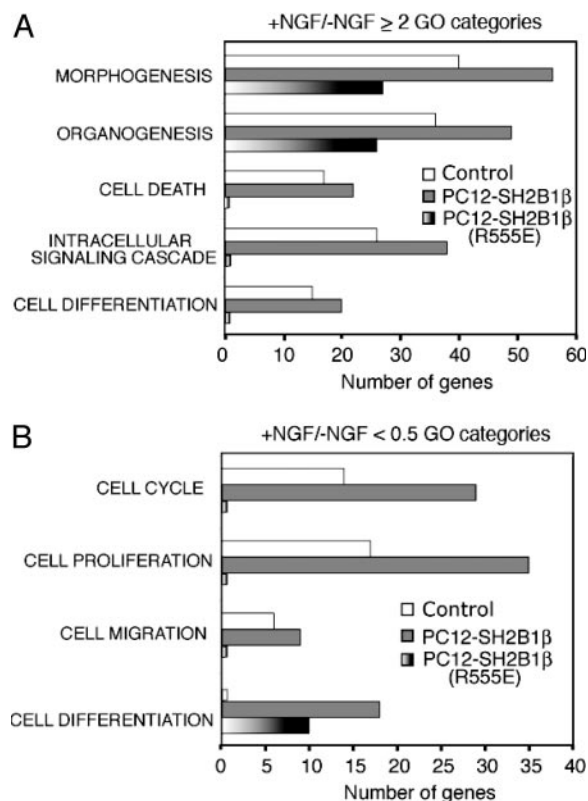 A
+NGF/-NGF ≥ 2 GO categories
MORPHOGENESIS
ORGANOGENESIS
CELL DEATH
INTRACELLULAR
SIGNALING CASCADE
CELL DIFFERENTIATION
Control
PC12-SH2B1β
PC12-SH2B1β
(R555E)
0 10 20 30 40 50 60
Number of genes
B
+NGF/-NGF < 0.5 GO categories
CELL CYCLE
CELL PROLIFERATION
CELL MIGRATION
CELL DIFFERENTIATION
Control
PC12-SH2B1β
PC12-SH2B1β
(R555E)
0 5 10 15 20 25 30 35 40
Number of genes